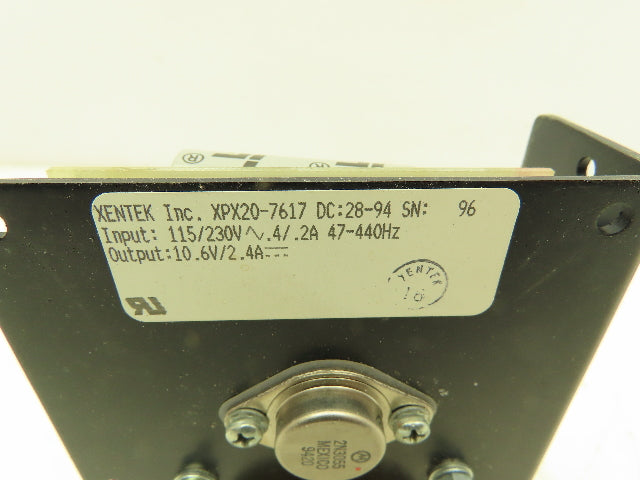 ®
®
XENTEK Inc. XPX20-7617 DC:28-94 SN: 96
Input: 115/230V∿.4/.2A 47-440Hz
Output:10.6V/2.4A⎓
XENTEK
18
2N3055
MEXICO
9420